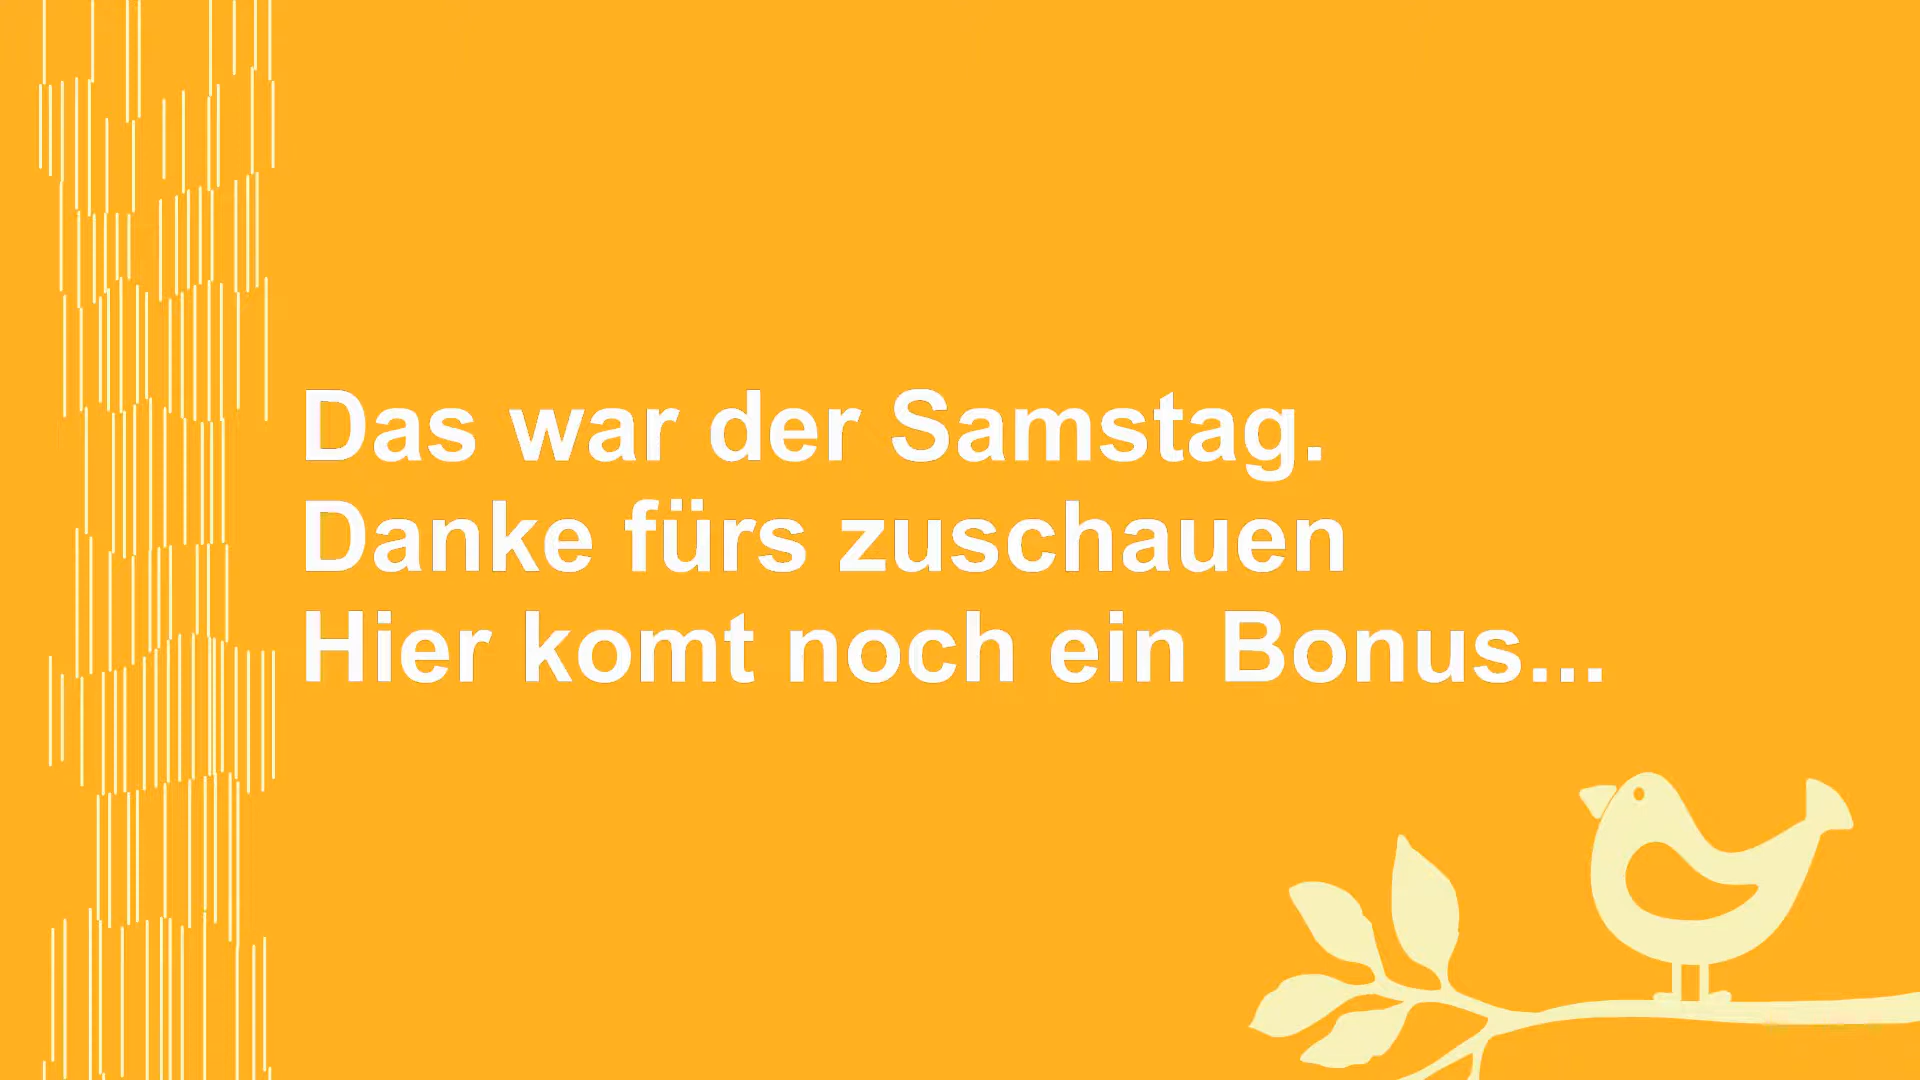 Das war der Samstag.
Danke fürs zuschauen
Hier komt noch ein Bonus...